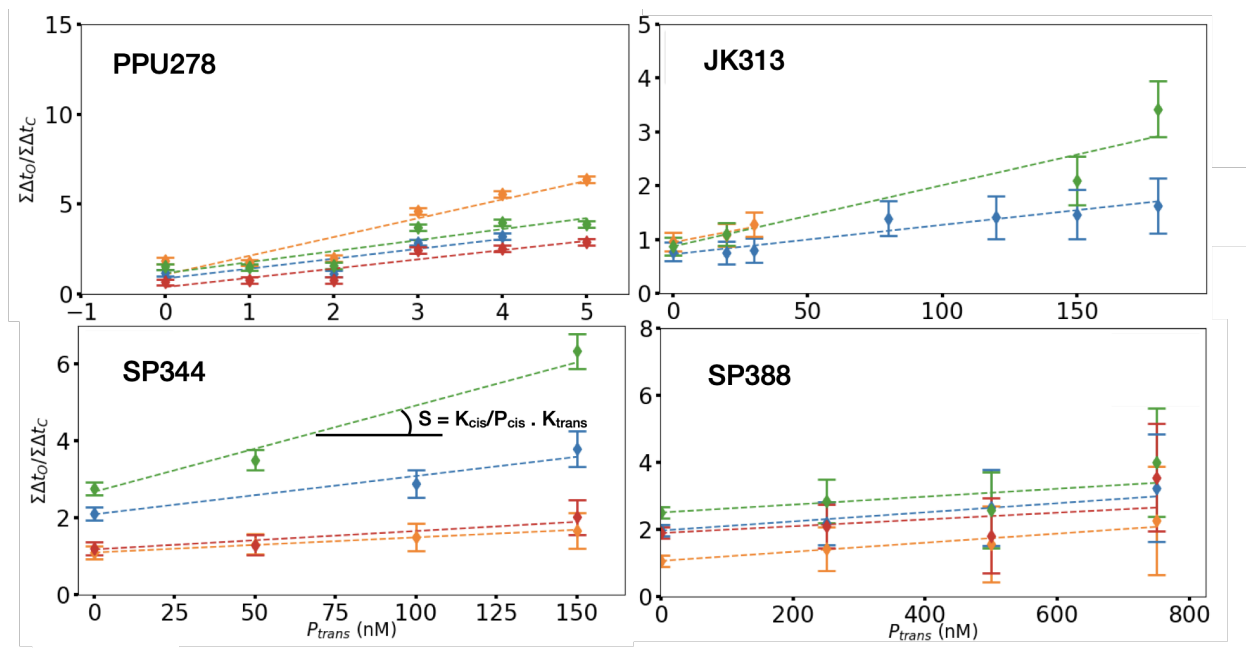 15
PPU278
10
ΣΔt_O/ΣΔt_C
5
0
−1 0 1 2 3 4 5
5
JK313
4
3
2
1
0
0 50 100 150
SP344
6
S = K_cis/P_cis . K_trans
4
ΣΔt_O/ΣΔt_C
2
0
0 25 50 75 100 125 150
P_trans (nM)
8
SP388
6
4
2
0
0 200 400 600 800
P_trans (nM)